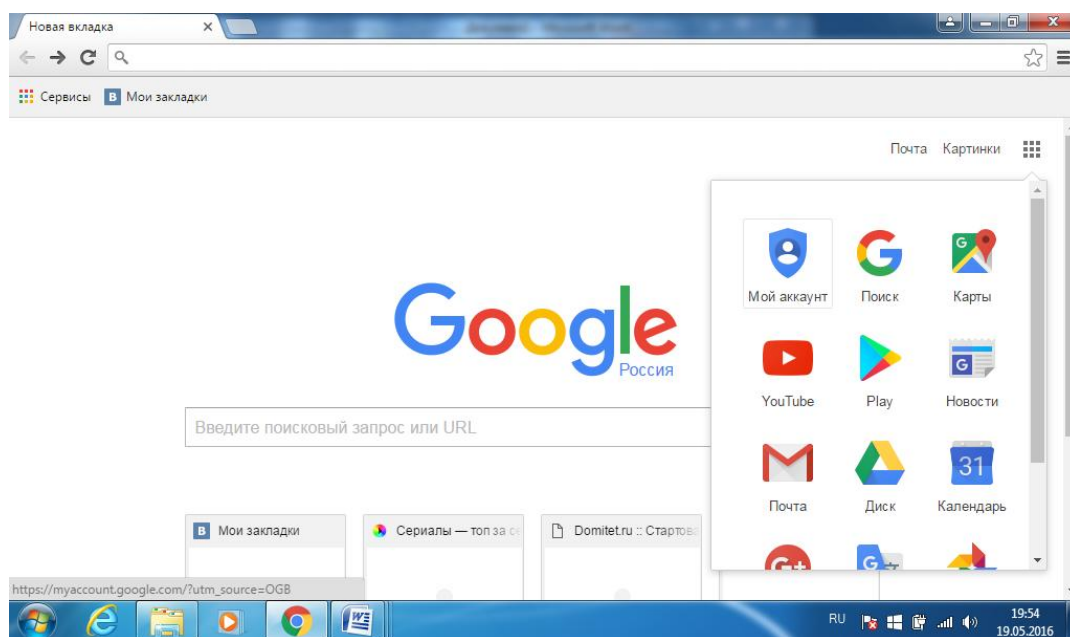 Новая вкладка
Сервисы
Мои закладки
Почта Картинки
Мой аккаунт Поиск Карты
Google
Россия
YouTube Play Новости
Введите поисковый запрос или URL
31
Почта Диск Календарь
Мои закладки
Сериалы — топ за се
Domitet.ru :: Стартова
G+
https://myaccount.google.com/?utm_source=OGB
RU
19:54
19.05.2016